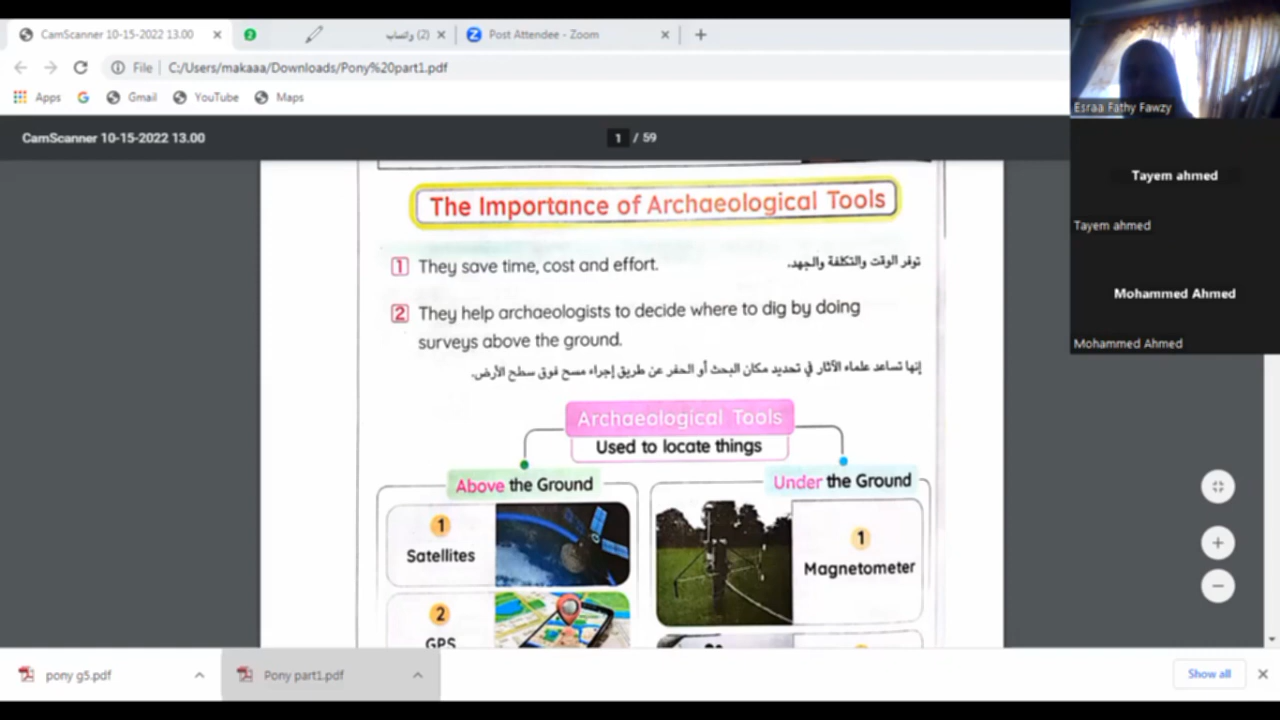 CamScanner 10-15-2022 13.00
واتساب (2)
Post Attendee - Zoom
File
C:/Users/makaaa/Downloads/Pony%20part1.pdf
Apps
Gmail
YouTube
Maps
CamScanner 10-15-2022 13.00
1 / 59
The Importance of Archaeological Tools
1 They save time, cost and effort.
توفر الوقت والتكلفة والجهد.
2 They help archaeologists to decide where to dig by doing
surveys above the ground.
إنها تساعد علماء الآثار في تحديد مكان البحث أو الحفر عن طريق إجراء مسح فوق سطح الأرض.
Archaeological Tools
Used to locate things
Above the Ground
Under the Ground
1
Satellites
1
Magnetometer
2
GPS
Esraa Fathy Fawzy
Tayem ahmed
Tayem ahmed
Mohammed Ahmed
Mohammed Ahmed
pony g5.pdf
Pony part1.pdf
Show all